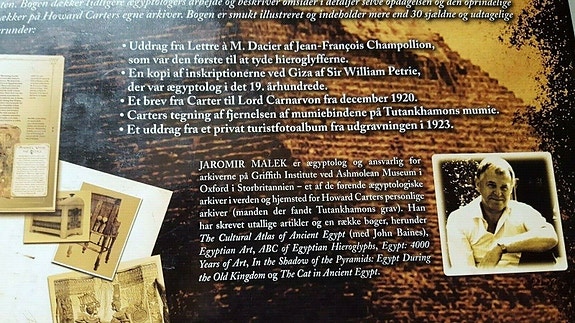 ten. Bogen dækker tidligere ægyptologers arbejde og beskriver omsider i detaljer selve opdagelsen og den oprindelige
ækker på Howard Carters egne arkiver. Bogen er smukt illustreret og indeholder mere end 30 sjældne og udtagelige
erunder:
• Uddrag fra Lettre à M. Dacier af Jean-François Champollion,
som var den første til at tyde hieroglyfferne.
• En kopi af inskriptionerne ved Giza af Sir William Petrie,
der var ægyptolog i det 19. århundrede.
• Et brev fra Carter til Lord Carnarvon fra december 1920.
• Carters tegning af fjernelsen af mumiebindene på Tutankhamons mumie.
• Et uddrag fra et privat turistfotoalbum fra udgravningen i 1923.
JAROMIR MALEK er ægyptolog og ansvarlig for
arkiverne på Griffith Institute ved Ashmolean Museum i
Oxford i Storbritannien – et af de førende ægyptologiske
arkiver i verden og hjemsted for Howard Carters personlige
arkiver (manden der fandt Tutankhamons grav). Han
har skrevet utallige artikler og en række bøger, herunder
The Cultural Atlas of Ancient Egypt (med John Baines),
Egyptian Art, ABC of Egyptian Hieroglyphs, Egypt: 4000
Years of Art, In the Shadow of the Pyramids: Egypt During
the Old Kingdom og The Cat in Ancient Egypt.